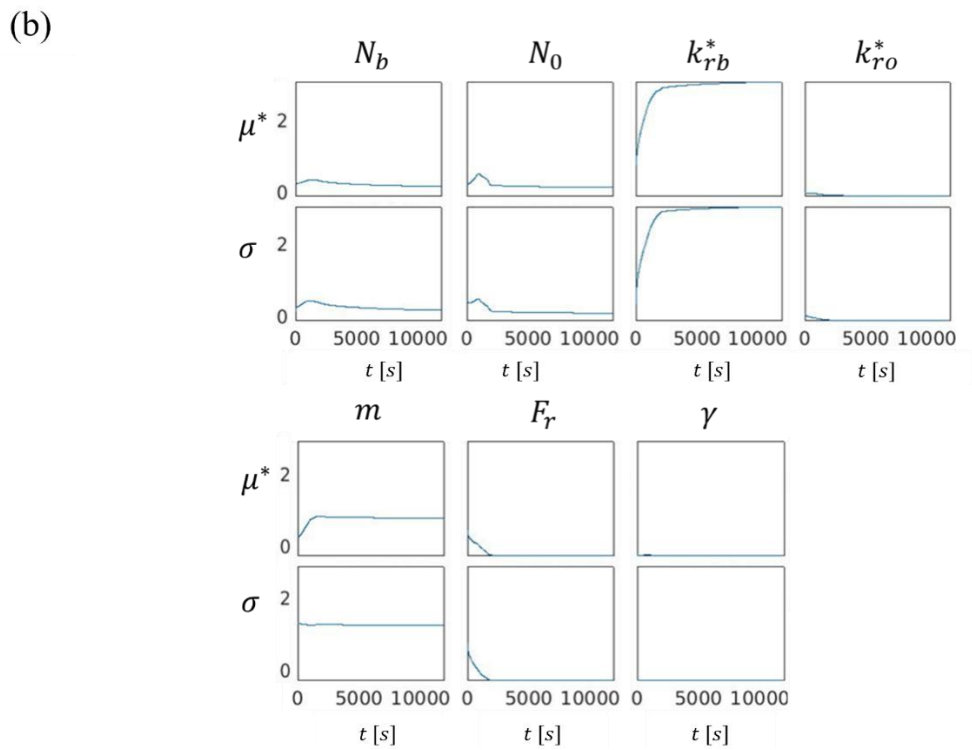 (b)
N_b N_0 k*_rb k*_ro
μ* 2
0
σ 2
0
0 5000 10000 0 5000 10000 0 5000 10000 0 5000 10000
t [s] t [s] t [s] t [s]
m F_r γ
μ* 2
0
σ 2
0
0 5000 10000 0 5000 10000 0 5000 10000
t [s] t [s] t [s]